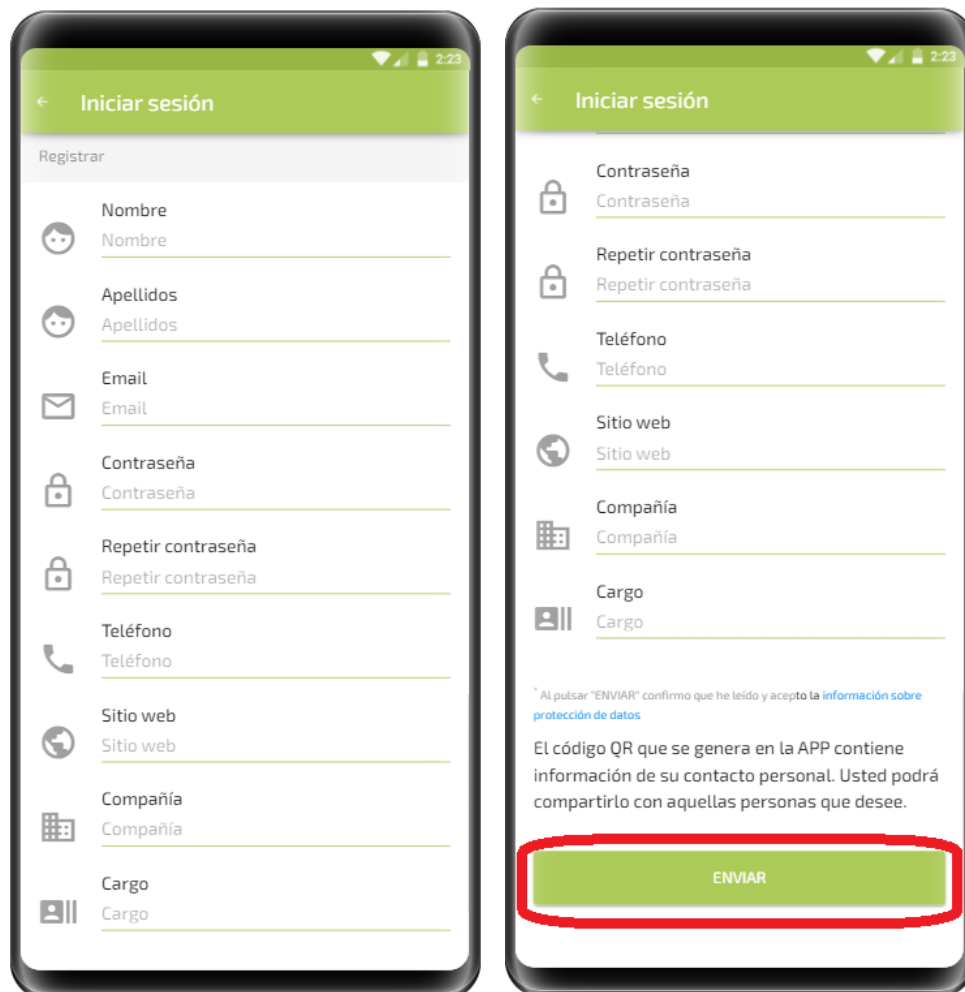 2:23
Iniciar sesión
Registrar
Nombre
Nombre
Apellidos
Apellidos
Email
Email
Contraseña
Contraseña
Repetir contraseña
Repetir contraseña
Teléfono
Teléfono
Sitio web
Sitio web
Compañía
Compañía
Cargo
Cargo
2:23
Iniciar sesión
Contraseña
Contraseña
Repetir contraseña
Repetir contraseña
Teléfono
Teléfono
Sitio web
Sitio web
Compañía
Compañía
Cargo
Cargo
* Al pulsar "ENVIAR" confirmo que he leído y acepto la información sobre
protección de datos
El código QR que se genera en la APP contiene
información de su contacto personal. Usted podrá
compartirlo con aquellas personas que desee.
ENVIAR